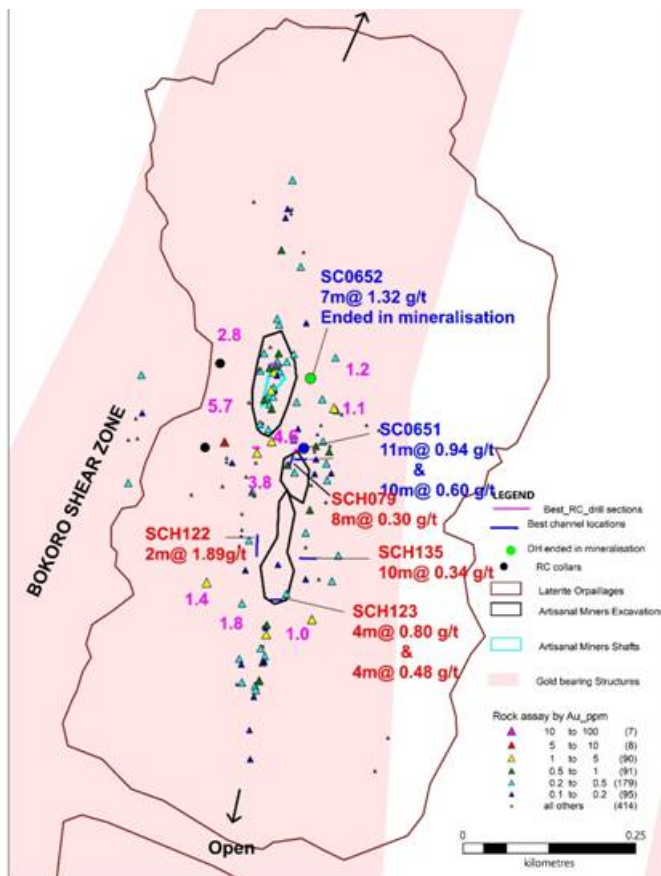 SC0652
7m@ 1.32 g/t
Ended in mineralisation
2.8
1.2
5.7
1.1
4.6
SC0651
11m@ 0.94 g/t
&
10m@ 0.60 g/t
3.8
SCH079
8m@ 0.30 g/t
SCH122
2m@ 1.89g/t
SCH135
10m@ 0.34 g/t
1.4
1.8
1.0
SCH123
4m@ 0.80 g/t
&
4m@ 0.48 g/t
BOKORO SHEAR ZONE
Open
LEGEND
Best_RC_drill sections
Best channel locations
DH ended in mineralisation
RC collars
Laterite Orpaillages
Artisanal Miners Excavation
Artisanal Miners Shafts
Gold bearing Structures
Rock assay by Au_ppm
10 to 100 (7)
5 to 10 (8)
1 to 5 (90)
0.5 to 1 (91)
0.2 to 0.5 (179)
0.1 to 0.2 (95)
all others (414)
0 0.25
kilometres